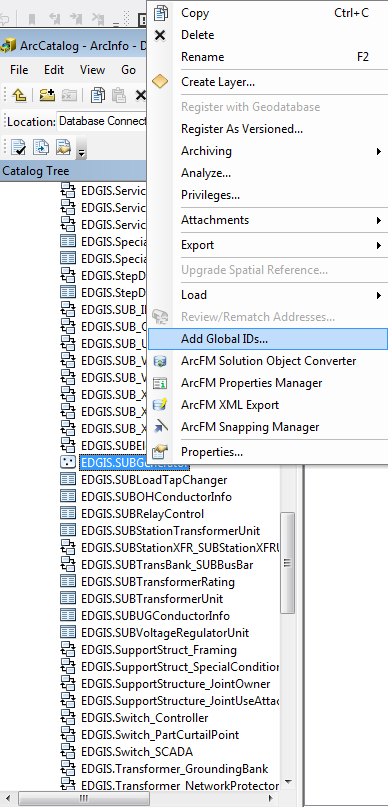 Copy Ctrl+C
Delete
Rename F2
Create Layer...
Register with Geodatabase
Register As Versioned...
Archiving
Analyze...
Privileges...
Attachments
Export
Upgrade Spatial Reference...
Load
Review/Rematch Addresses...
Add Global IDs...
ArcFM Solution Object Converter
ArcFM Properties Manager
ArcFM XML Export
ArcFM Snapping Manager
Properties...
ArcCatalog - ArcInfo - D
File Edit View Go
Location: Database Connect
Catalog Tree
EDGIS.Servic
EDGIS.Servic
EDGIS.Servic
EDGIS.Specia
EDGIS.Specia
EDGIS.StepD
EDGIS.StepD
EDGIS.SUB_I
EDGIS.SUB_
EDGIS.SUB_U
EDGIS.SUB_V
EDGIS.SUB_V
EDGIS.SUB_X
EDGIS.SUB_X
EDGIS.SUB_X
EDGIS.SUBEl
EDGIS.SUBGenerator
EDGIS.SUBLoadTapChanger
EDGIS.SUBOHConductorInfo
EDGIS.SUBRelayControl
EDGIS.SUBStationTransformerUnit
EDGIS.SUBStationXFR_SUBStationXFRU
EDGIS.SUBTransBank_SUBBusBar
EDGIS.SUBTransformerRating
EDGIS.SUBTransformerUnit
EDGIS.SUBUGConductorInfo
EDGIS.SUBVoltageRegulatorUnit
EDGIS.SupportStruct_Framing
EDGIS.SupportStruct_SpecialCondition
EDGIS.SupportStructure_JointOwner
EDGIS.SupportStructure_JointUseAttac
EDGIS.Switch_Controller
EDGIS.Switch_PartCurtailPoint
EDGIS.Switch_SCADA
EDGIS.Transformer_GroundingBank
EDGIS.Transformer_NetworkProtector